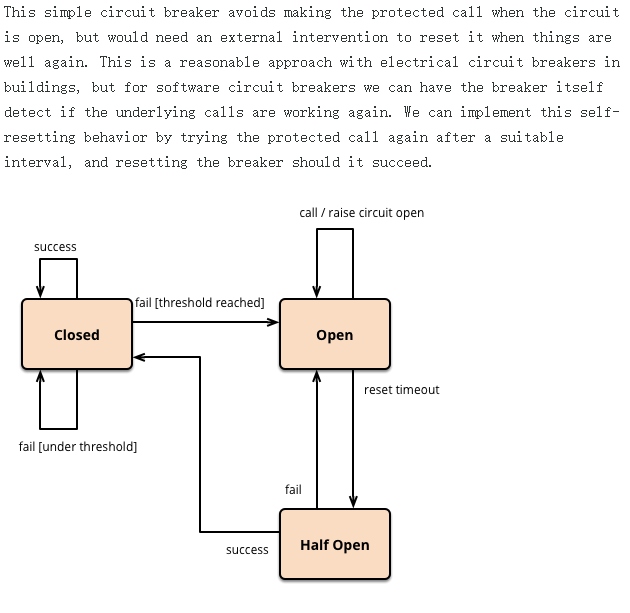 This simple circuit breaker avoids making the protected call when the circuit
is open, but would need an external intervention to reset it when things are
well again. This is a reasonable approach with electrical circuit breakers in
buildings, but for software circuit breakers we can have the breaker itself
detect if the underlying calls are working again. We can implement this self-
resetting behavior by trying the protected call again after a suitable
interval, and resetting the breaker should it succeed.
call / raise circuit open
success
fail [threshold reached]
Closed
Open
reset timeout
fail [under threshold]
fail
Half Open
success